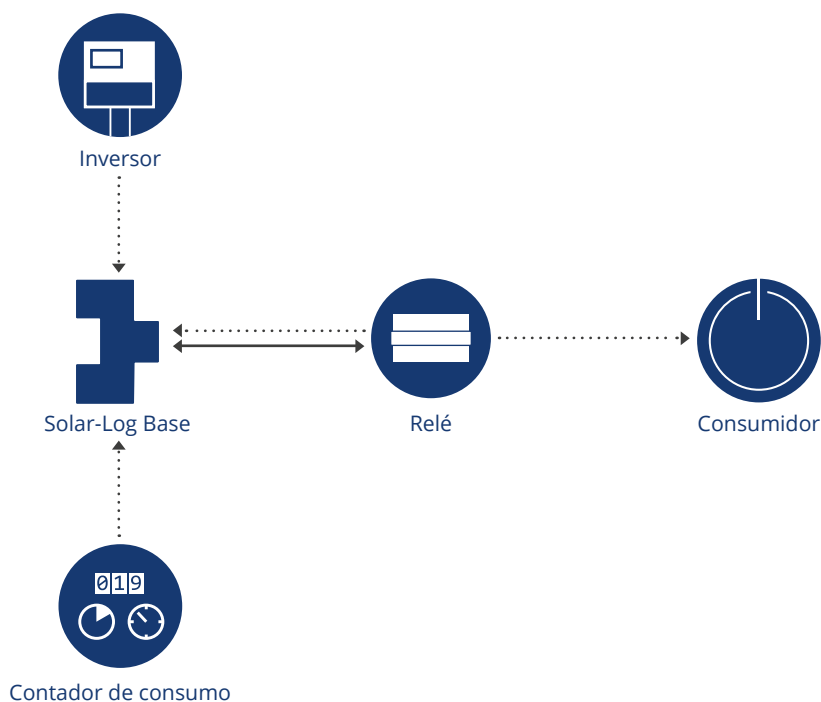 Inversor
Solar-Log Base
Relé
Consumidor
019
Contador de consumo